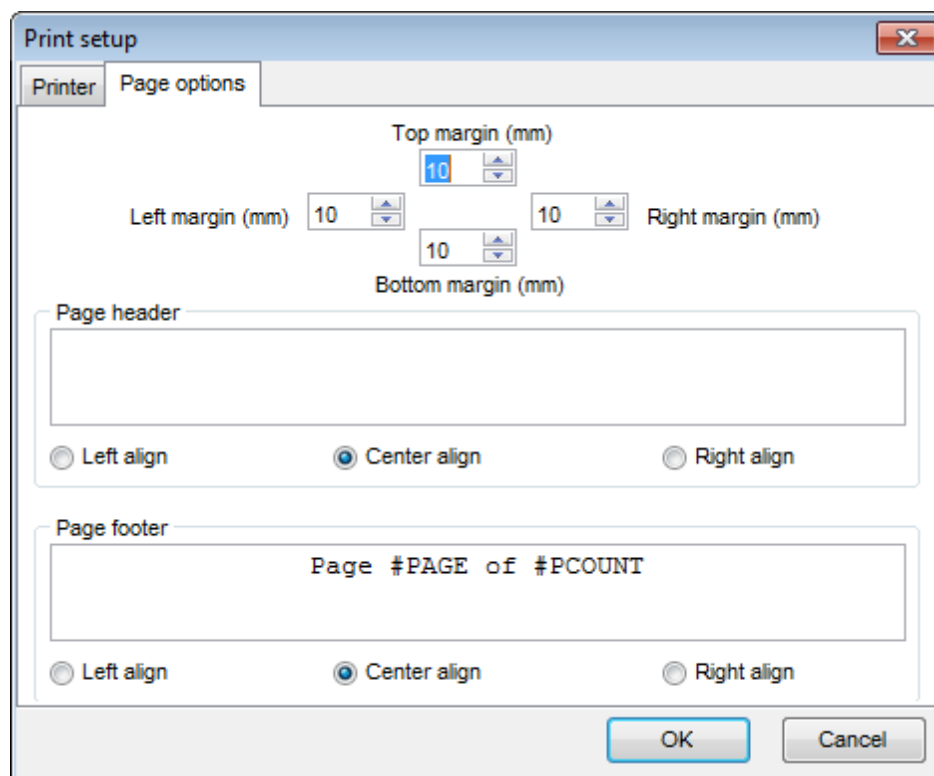 Print setup
Printer Page options
Top margin (mm)
10
Left margin (mm) 10 10 Right margin (mm)
10
Bottom margin (mm)
Page header
Left align Center align Right align
Page footer
Page #PAGE of #PCOUNT
Left align Center align Right align
OK Cancel